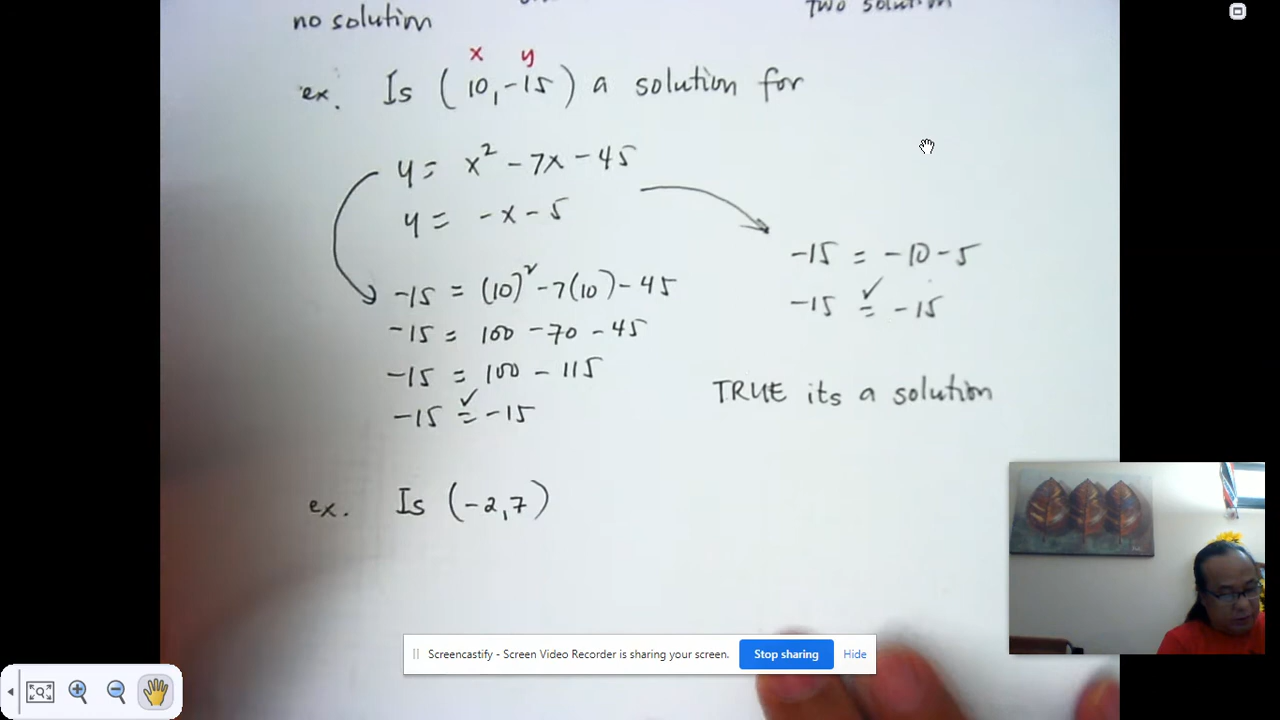 two solution
no solution
x y
ex. Is (10, -15) a solution for
y = x² - 7x - 45
y = -x - 5
-15 = -10 - 5
-15 = -15
-15 = (10)² - 7(10) - 45
-15 = 100 - 70 - 45
-15 = 100 - 115
-15 = -15
TRUE its a solution
ex. Is (-2, 7)
Screencastify - Screen Video Recorder is sharing your screen.
Stop sharing
Hide